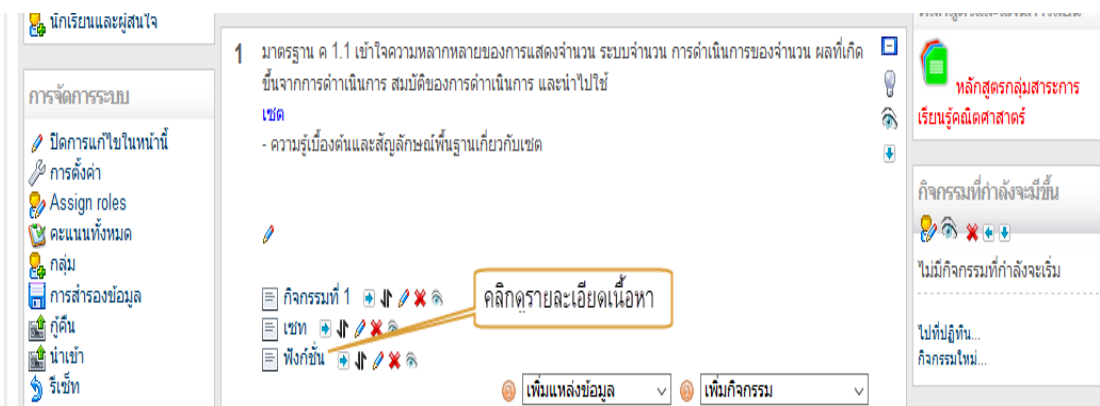 นักเรียนและผู้สนใจ
การจัดการระบบ
ปิดการแก้ไขในหน้านี้
การตั้งค่า
Assign roles
คะแนนทั้งหมด
กลุ่ม
การสำรองข้อมูล
กู้คืน
นำเข้า
รีเซ็ท
1 มาตรฐาน ค 1.1 เข้าใจความหลากหลายของการแสดงจำนวน ระบบจำนวน การดำเนินการของจำนวน ผลที่เกิด
ขึ้นจากการดำาเนินการ สมบัติของการดำาเนินการ และนำไปใช้
เซต
- ความรู้เบื้องต้นและสัญลักษณ์พื้นฐานเกี่ยวกับเซต
กิจกรรมที่ 1
เซท
ฟังก์ชั่น
คลิกดูรายละเอียดเนื้อหา
เพิ่มแหล่งข้อมูล
เพิ่มกิจกรรม
หลักสูตรกลุ่มสาระการ
เรียนรู้คณิตศาสตร์
กิจกรรมที่กำลังจะมีขึ้น
ไม่มีกิจกรรมที่กำลังจะเริ่ม
ไปที่ปฏิทิน...
กิจกรรมใหม่...